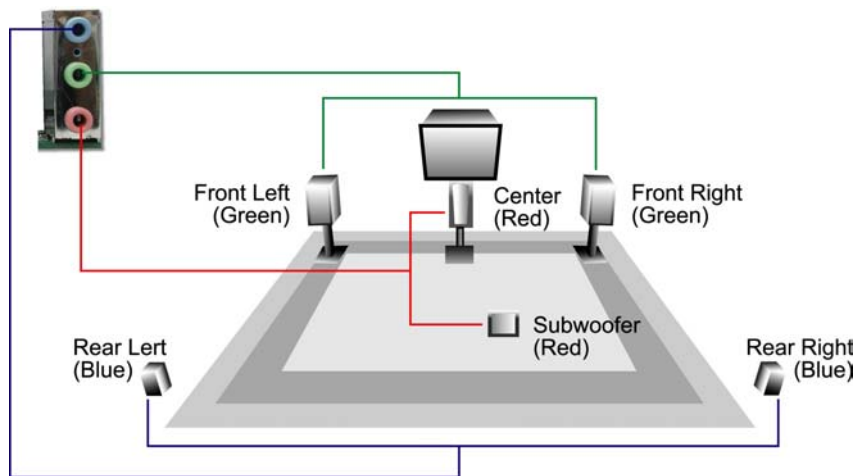 Front Left
(Green)
Center
(Red)
Front Right
(Green)
Rear Lert
(Blue)
Subwoofer
(Red)
Rear Right
(Blue)